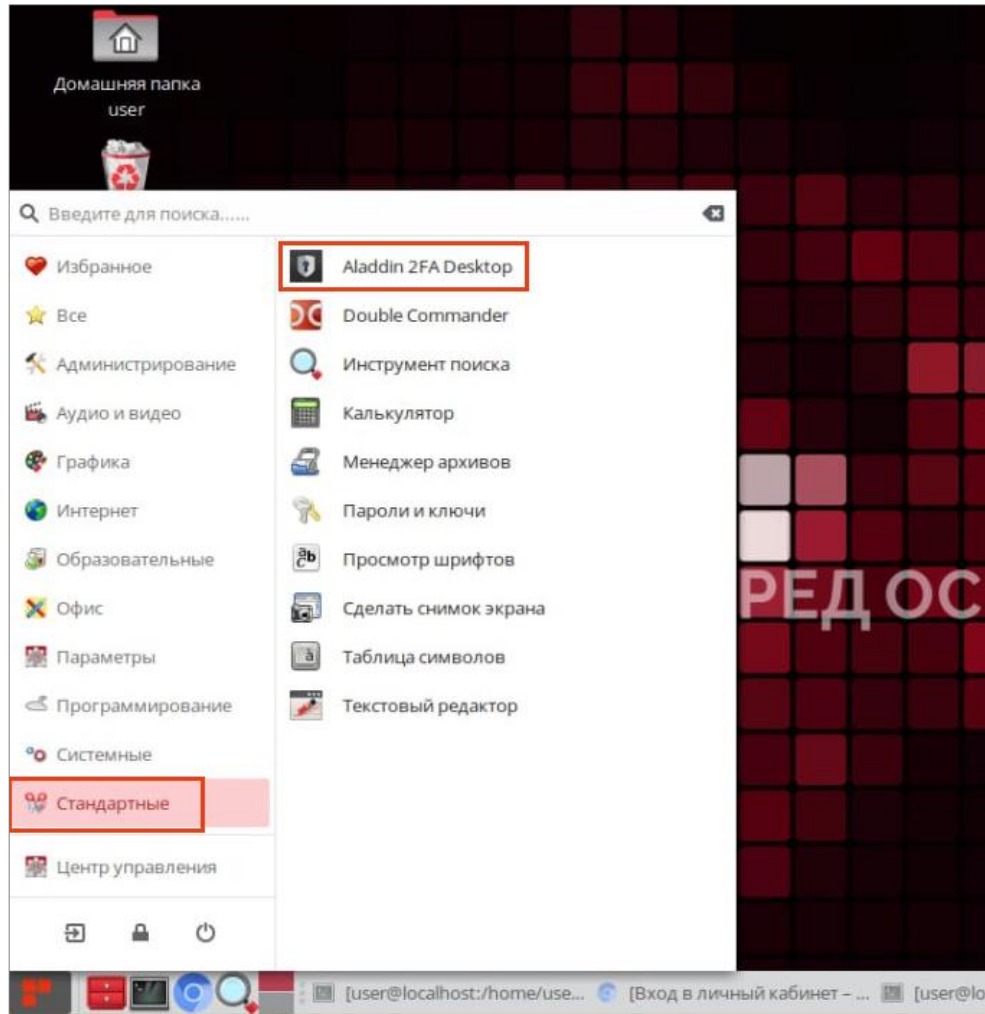 Домашняя папка
user
Введите для поиска......
Избранное
Все
Администрирование
Аудио и видео
Графика
Интернет
Образовательные
Офис
Параметры
Программирование
Системные
Стандартные
Центр управления
Aladdin 2FA Desktop
Double Commander
Инструмент поиска
Калькулятор
Менеджер архивов
Пароли и ключи
Просмотр шрифтов
Сделать снимок экрана
Таблица символов
Текстовый редактор
РЕД ОС
[user@localhost:/home/use...
[Вход в личный кабинет – ...
[user@lo